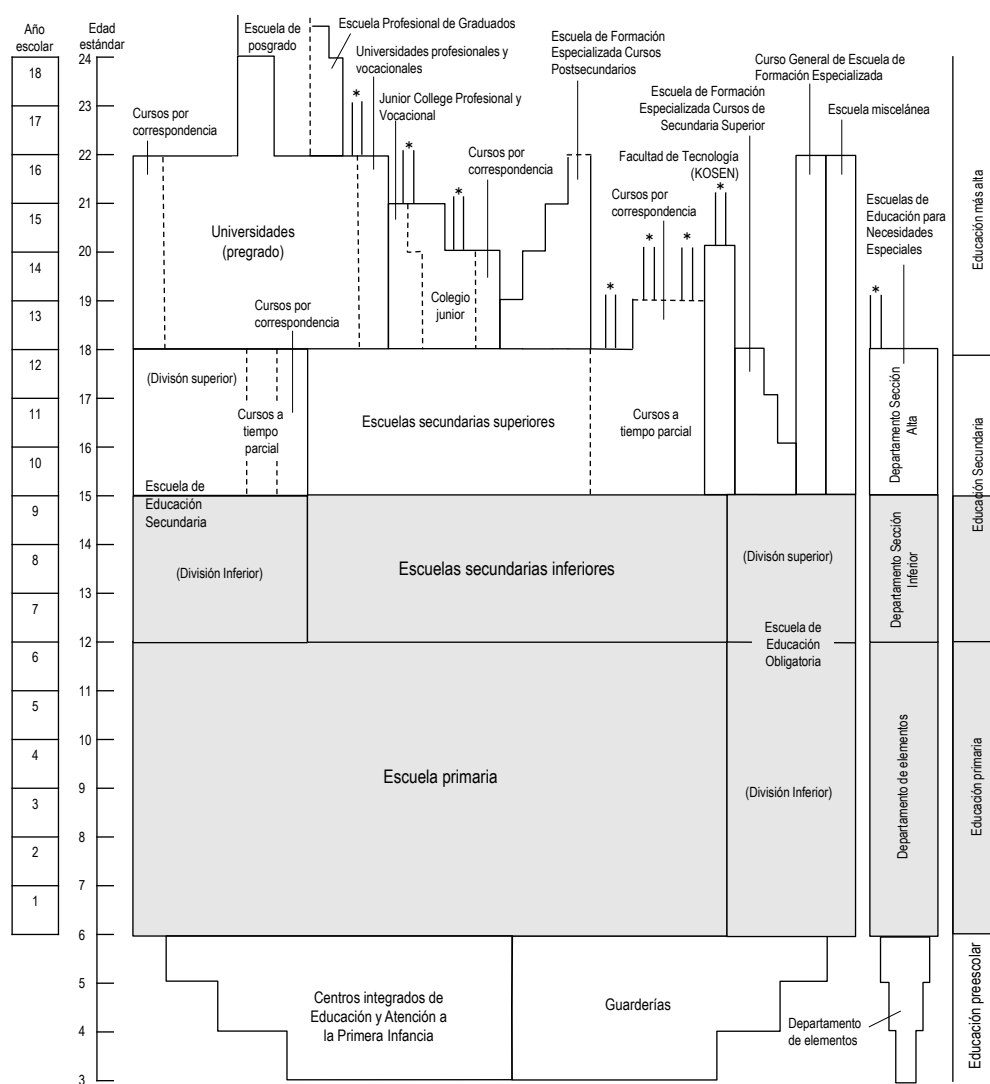 Año
escolar
Edad
estándar
18
17
16
15
14
13
12
11
10
9
8
7
6
5
4
3
2
1
24
23
22
21
20
19
18
17
16
15
14
13
12
11
10
9
8
7
6
5
4
3
Escuela de
posgrado
Escuela Profesional de Graduados
Universidades profesionales y
vocacionales
Junior College Profesional y
Vocacional
Cursos por
correspondencia
Cursos por
correspondencia
Escuela de Formación
Especializada Cursos
Postsecundarios
Escuela de Formación
Especializada Cursos de
Secundaria Superior
Curso General de Escuela de
Formación Especializada
Escuela miscelánea
Facultad de Tecnología
(KOSEN)
Cursos por
correspondencia
Escuelas de
Educación para
Necesidades
Especiales
*
*
*
*
*
*
*
*
Universidades
(pregrado)
Cursos por
correspondencia
Colegio
junior
(Divisón superior)
Cursos a
tiempo
parcial
Escuelas secundarias superiores
Cursos a
tiempo parcial
Departamento Sección
Alta
Escuela de
Educación
Secundaria
(División Inferior)
Escuelas secundarias inferiores
(Divisón superior)
Departamento Sección
Inferior
Escuela de
Educación
Obligatoria
Escuela primaria
(División Inferior)
Departamento de elementos
Centros integrados de
Educación y Atención a
la Primera Infancia
Guarderías
Departamento
de elementos
Educación más alta
Educación Secundaria
Educación primaria
Educación preescolar